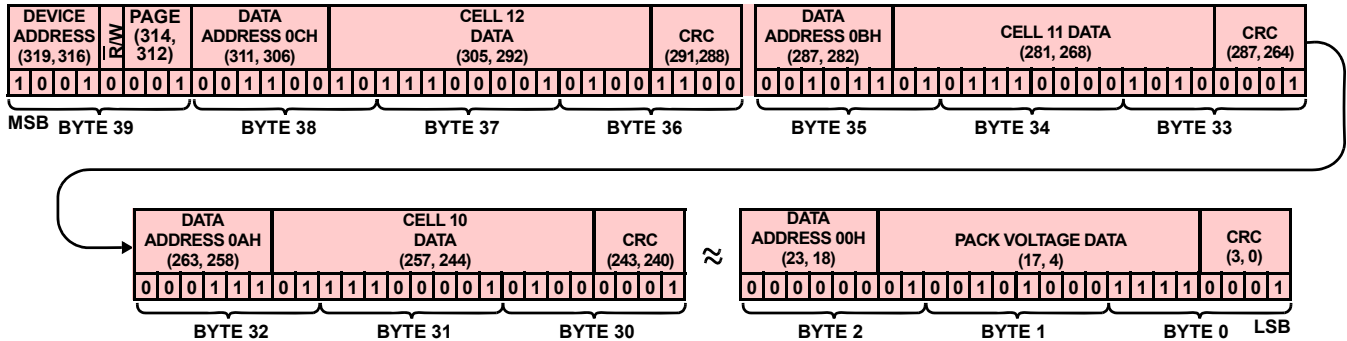 DEVICE
ADDRESS
(319, 316)
R/W
PAGE
(314,
312)
DATA
ADDRESS 0CH
(311, 306)
CELL 12
DATA
(305, 292)
CRC
(291,288)
DATA
ADDRESS 0BH
(287, 282)
CELL 11 DATA
(281, 268)
CRC
(287, 264)
1 0 0 1 0 0 0 1 0 0 1 1 0 0 1 0 1 1 1 0 0 0 0 1 0 1 0 0 1 1 0 0
0 0 1 0 1 1 0 1 0 1 1 1 0 0 0 0 1 0 1 0 0 0 0 1
MSB
BYTE 39
BYTE 38
BYTE 37
BYTE 36
BYTE 35
BYTE 34
BYTE 33
DATA
ADDRESS 0AH
(263, 258)
CELL 10
DATA
(257, 244)
CRC
(243, 240)
≈
DATA
ADDRESS 00H
(23, 18)
PACK VOLTAGE DATA
(17, 4)
CRC
(3, 0)
0 0 0 1 1 1 0 1 1 1 1 0 0 0 0 1 0 1 0 0 0 0 0 1
0 0 0 0 0 0 0 1 0 0 1 0 1 0 0 0 1 1 1 1 0 0 0 1
BYTE 32
BYTE 31
BYTE 30
BYTE 2
BYTE 1
BYTE 0
LSB